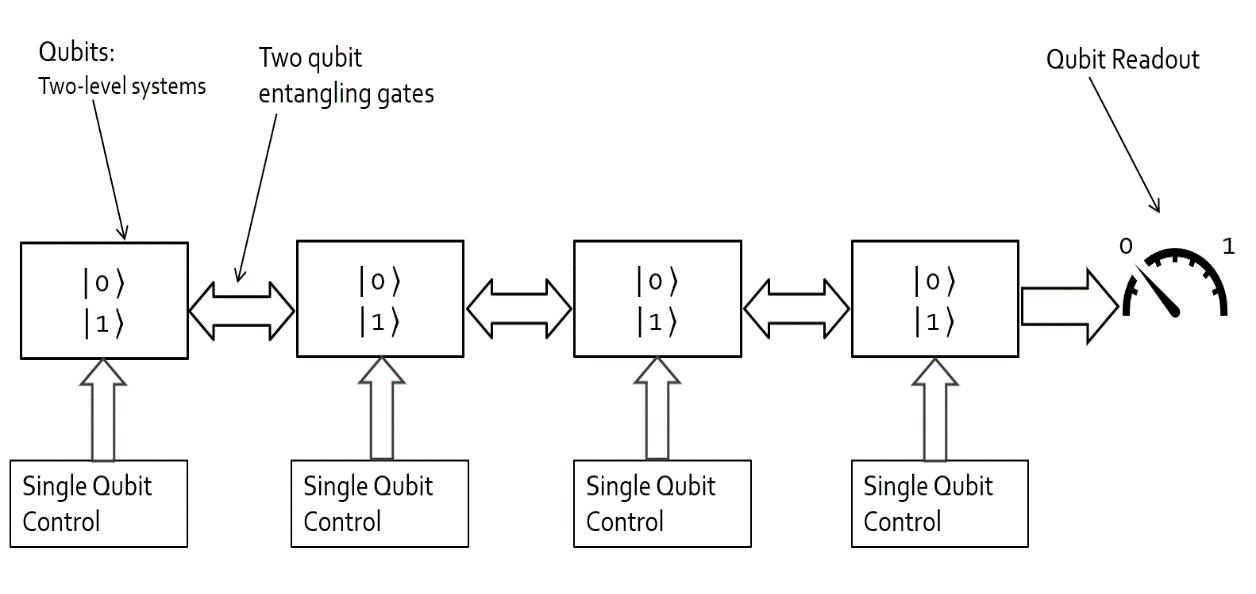 Qubits:
Two-level systems
Two qubit
entangling gates
Qubit Readout
|0⟩
|1⟩
|0⟩
|1⟩
|0⟩
|1⟩
|0⟩
|1⟩
0
1
Single Qubit
Control
Single Qubit
Control
Single Qubit
Control
Single Qubit
Control